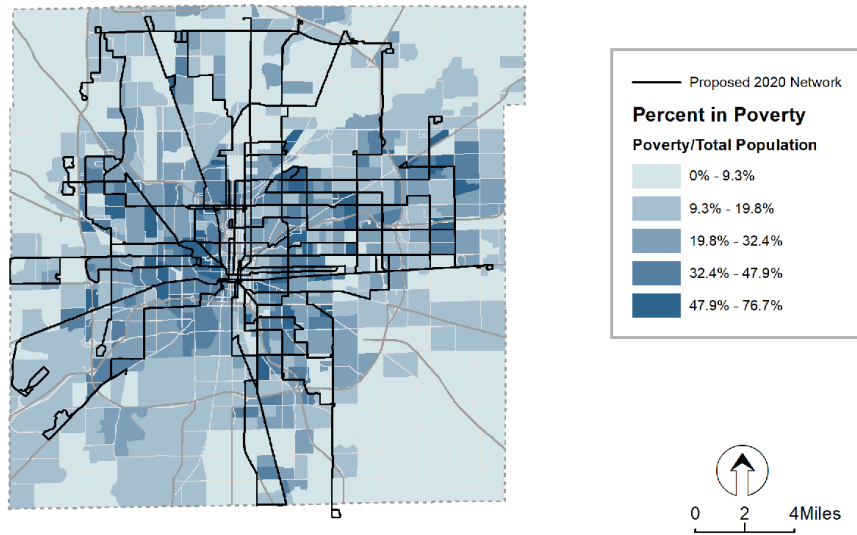 Proposed 2020 Network
Percent in Poverty
Poverty/Total Population
0% - 9.3%
9.3% - 19.8%
19.8% - 32.4%
32.4% - 47.9%
47.9% - 76.7%
0 2 4Miles